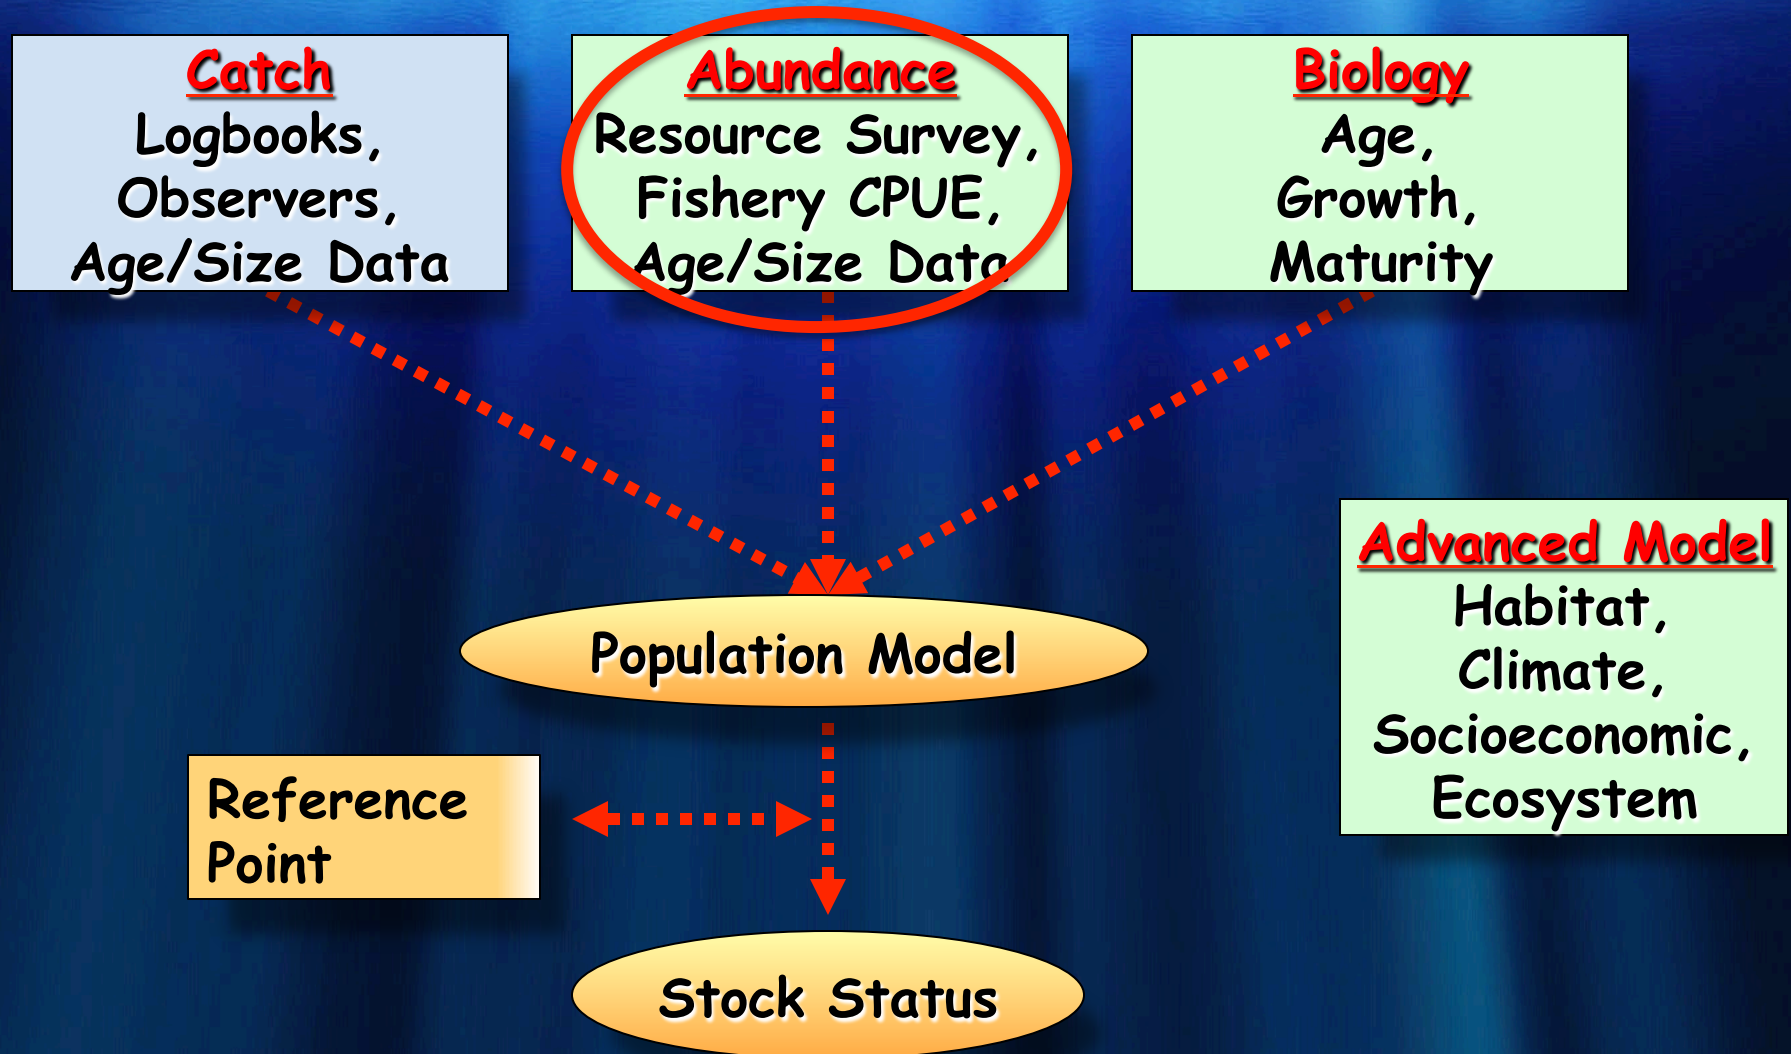 Catch
Logbooks,
Observers,
Age/Size Data
Abundance
Resource Survey,
Fishery CPUE,
Age/Size Data
Biology
Age,
Growth,
Maturity
Advanced Model
Habitat,
Climate,
Socioeconomic,
Ecosystem
Population Model
Reference
Point
Stock Status